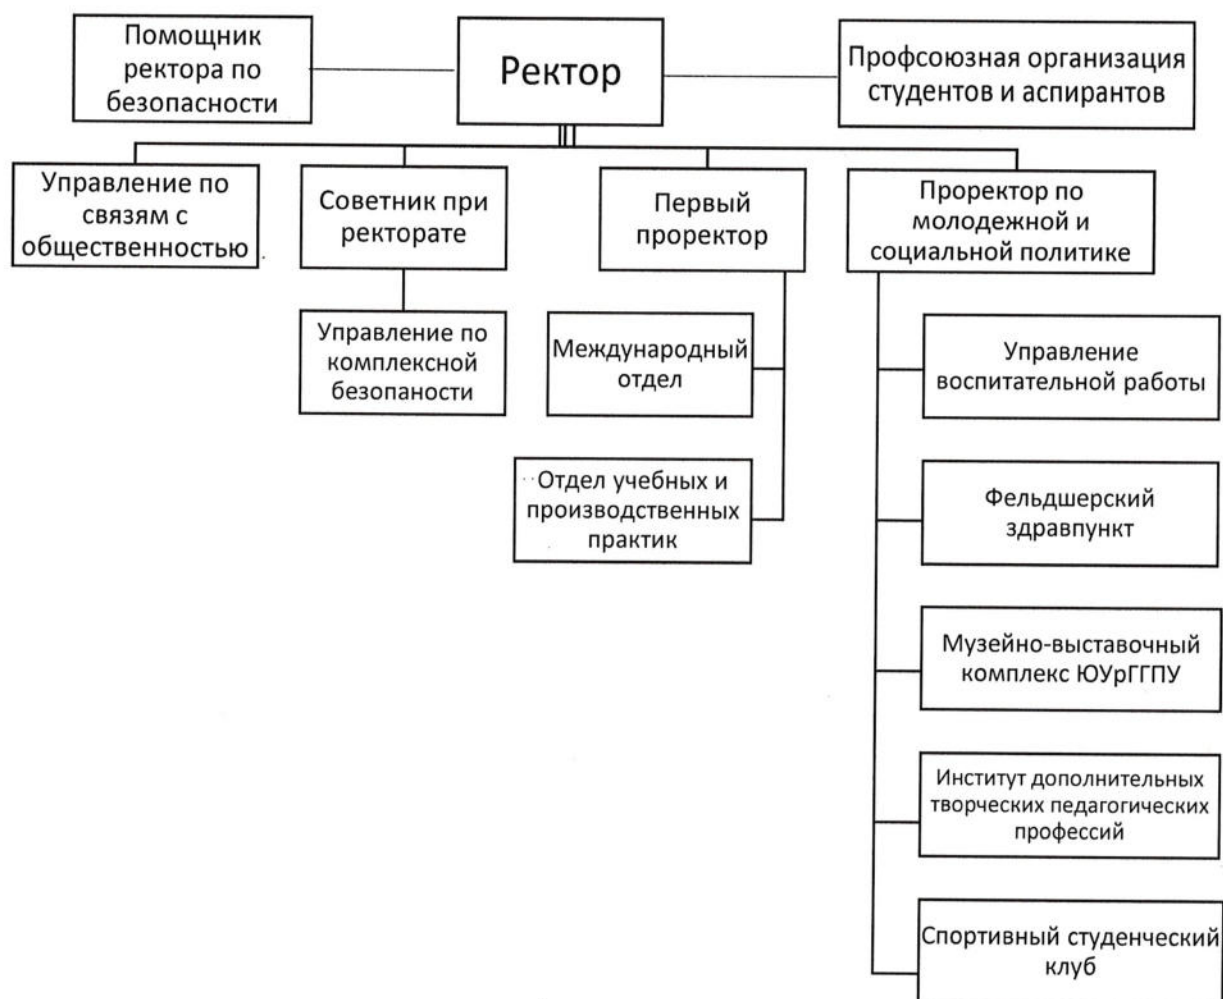 Помощник
ректора по
безопасности
Ректор
Профсоюзная организация
студентов и аспирантов
Управление по
связям с
общественностью
Советник при
ректорате
Первый
проректор
Проректор по
молодежной и
социальной политике
Управление по
комплексной
безопаности
Международный
отдел
Отдел учебных и
производственных
практик
Управление
воспитательной работы
Фельдшерский
здравпункт
Музейно-выставочный
комплекс ЮУрГГПУ
Институт дополнительных
творческих педагогических
профессий
Спортивный студенческий
клуб